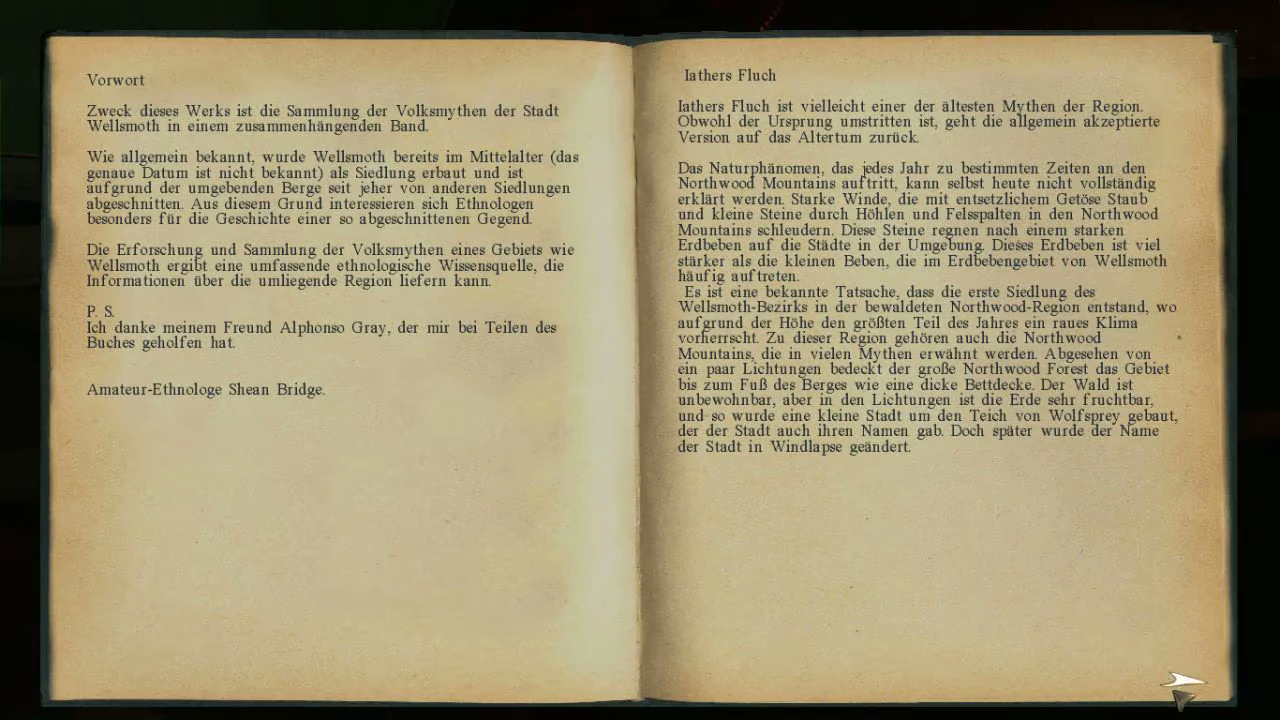 Vorwort
Zweck dieses Werks ist die Sammlung der Volksmythen der Stadt
Wellsmoth in einem zusammenhängenden Band.
Wie allgemein bekannt, wurde Wellsmoth bereits im Mittelalter (das
genaue Datum ist nicht bekannt) als Siedlung erbaut und ist
aufgrund der umgebenden Berge seit jeher von anderen Siedlungen
abgeschnitten. Aus diesem Grund interessieren sich Ethnologen
besonders für die Geschichte einer so abgeschnittenen Gegend.
Die Erforschung und Sammlung der Volksmythen eines Gebiets wie
Wellsmoth ergibt eine umfassende ethnologische Wissensquelle, die
Informationen über die umliegende Region liefern kann.
P. S.
Ich danke meinem Freund Alphonso Gray, der mir bei Teilen des
Buches geholfen hat.
Amateur-Ethnologe Shean Bridge.
Iathers Fluch
Iathers Fluch ist vielleicht einer der ältesten Mythen der Region.
Obwohl der Ursprung umstritten ist, geht die allgemein akzeptierte
Version auf das Altertum zurück.
Das Naturphänomen, das jedes Jahr zu bestimmten Zeiten an den
Northwood Mountains auftritt, kann selbst heute nicht vollständig
erklärt werden. Starke Winde, die mit entsetzlichem Getöse Staub
und kleine Steine durch Höhlen und Felsspalten in den Northwood
Mountains schleudern. Diese Steine regnen nach einem starken
Erdbeben auf die Städte in der Umgebung. Dieses Erdbeben ist viel
stärker als die kleinen Beben, die im Erdbebengebiet von Wellsmoth
häufig auftreten.
Es ist eine bekannte Tatsache, dass die erste Siedlung des
Wellsmoth-Bezirks in der bewaldeten Northwood-Region entstand, wo
aufgrund der Höhe den größten Teil des Jahres ein raues Klima
vorherrscht. Zu dieser Region gehören auch die Northwood
Mountains, die in vielen Mythen erwähnt werden. Abgesehen von
ein paar Lichtungen bedeckt der große Northwood Forest das Gebiet
bis zum Fuß des Berges wie eine dicke Bettdecke. Der Wald ist
unbewohnbar, aber in den Lichtungen ist die Erde sehr fruchtbar,
und so wurde eine kleine Stadt um den Teich von Wolfsprey gebaut,
der der Stadt auch ihren Namen gab. Doch später wurde der Name
der Stadt in Windlapse geändert.